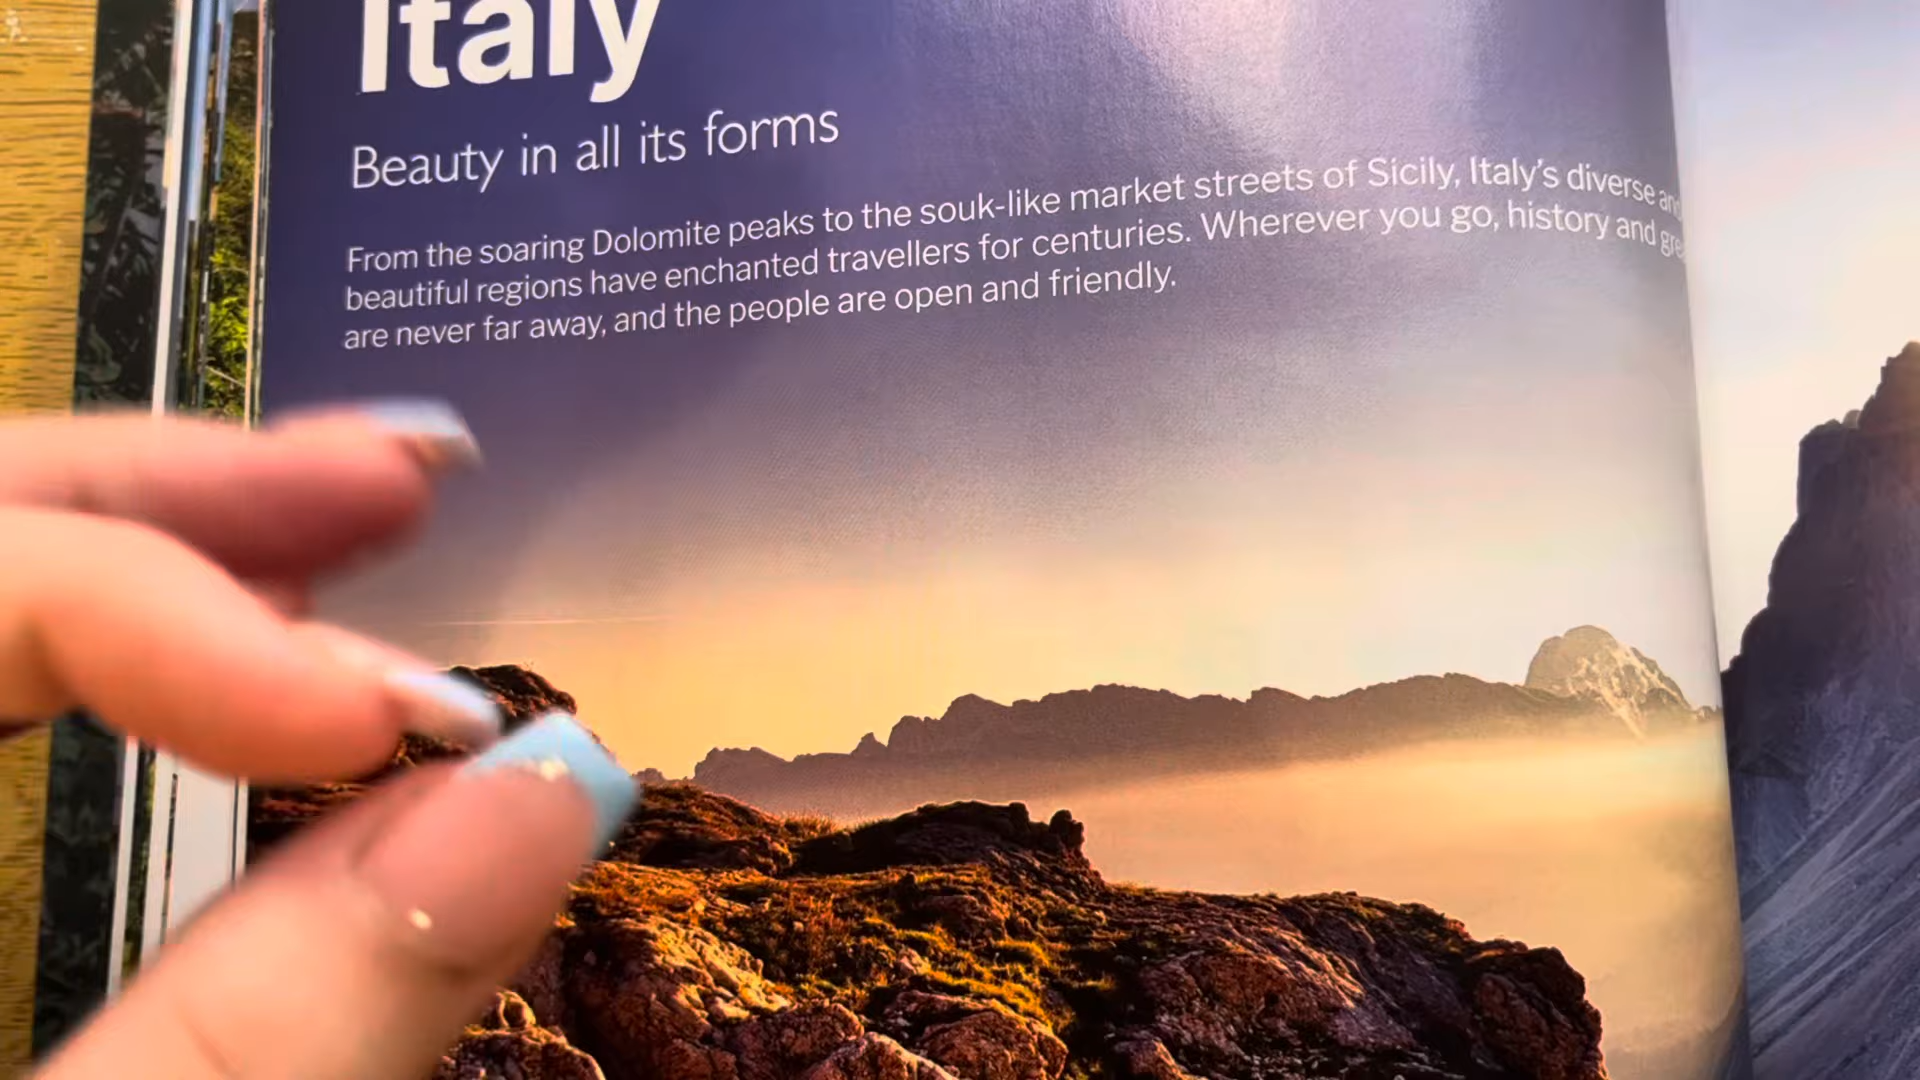 Italy
Beauty in all its forms
From the soaring Dolomite peaks to the souk-like market streets of Sicily, Italy's diverse
beautiful regions have enchanted travellers for centuries. Wherever you go, history and
are never far away, and the people are open and friendly.